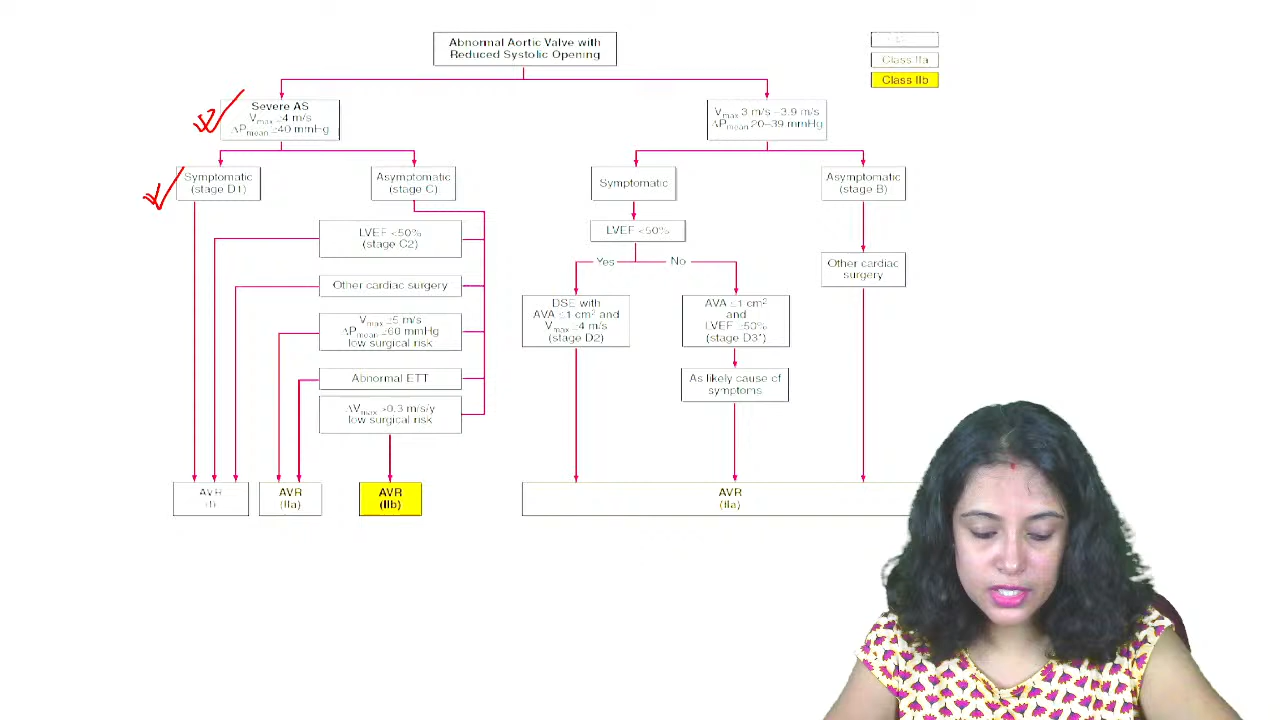 Abnormal Aortic Valve with
Reduced Systolic Opening
Class IIa
Class IIb
Severe AS
Vmax ≥4 m/s
ΔPmean ≥40 mmHg
Vmax 3 m/s –3.9 m/s
ΔPmean 20–39 mmHg
Symptomatic
(stage D1)
Asymptomatic
(stage C)
Symptomatic
Asymptomatic
(stage B)
LVEF <50%
(stage C2)
LVEF <50%
Yes
No
Other cardiac surgery
Other cardiac
surgery
Vmax ≥5 m/s
ΔPmean ≥60 mmHg
low surgical risk
DSE with
AVA ≤1 cm²and
Vmax ≥4 m/s
(stage D2)
AVA ≤1 cm²
and
LVEF ≥50%
(stage D3*)
Abnormal ETT
As likely cause of
symptoms
ΔVmax >0.3 m/s/y
low surgical risk
AVR
(I)
AVR
(IIa)
AVR
(IIb)
AVR
(IIa)